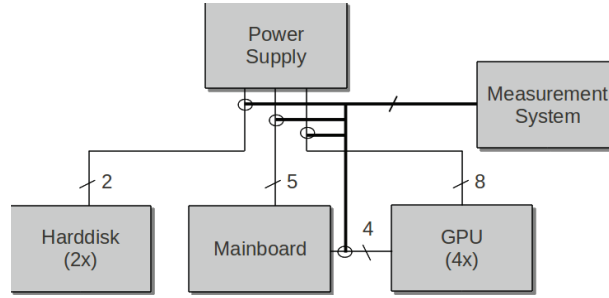 Power
Supply
Measurement
System
2
5
8
Harddisk
(2x)
Mainboard
4
GPU
(4x)